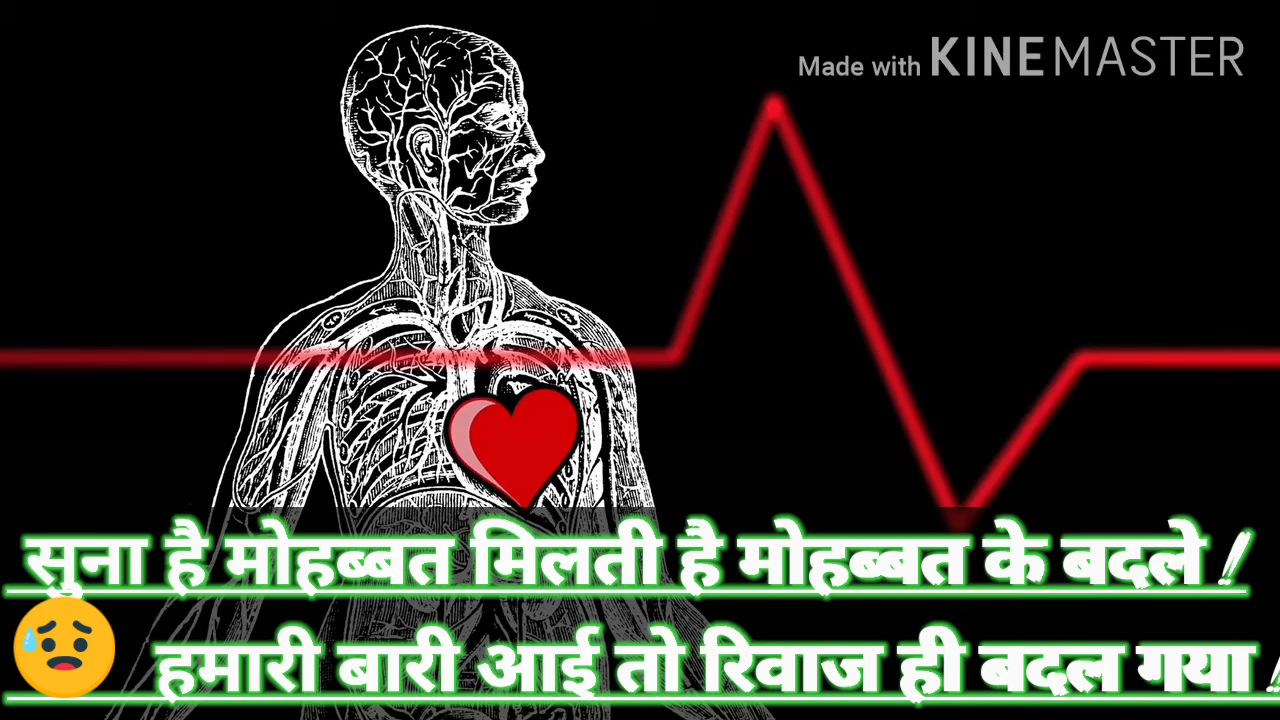 Made with KINEMASTER
सुना है मोहब्बत मिलती है मोहब्बत के बदले !
हमारी बारी आई तो रिवाज ही बदल गया !